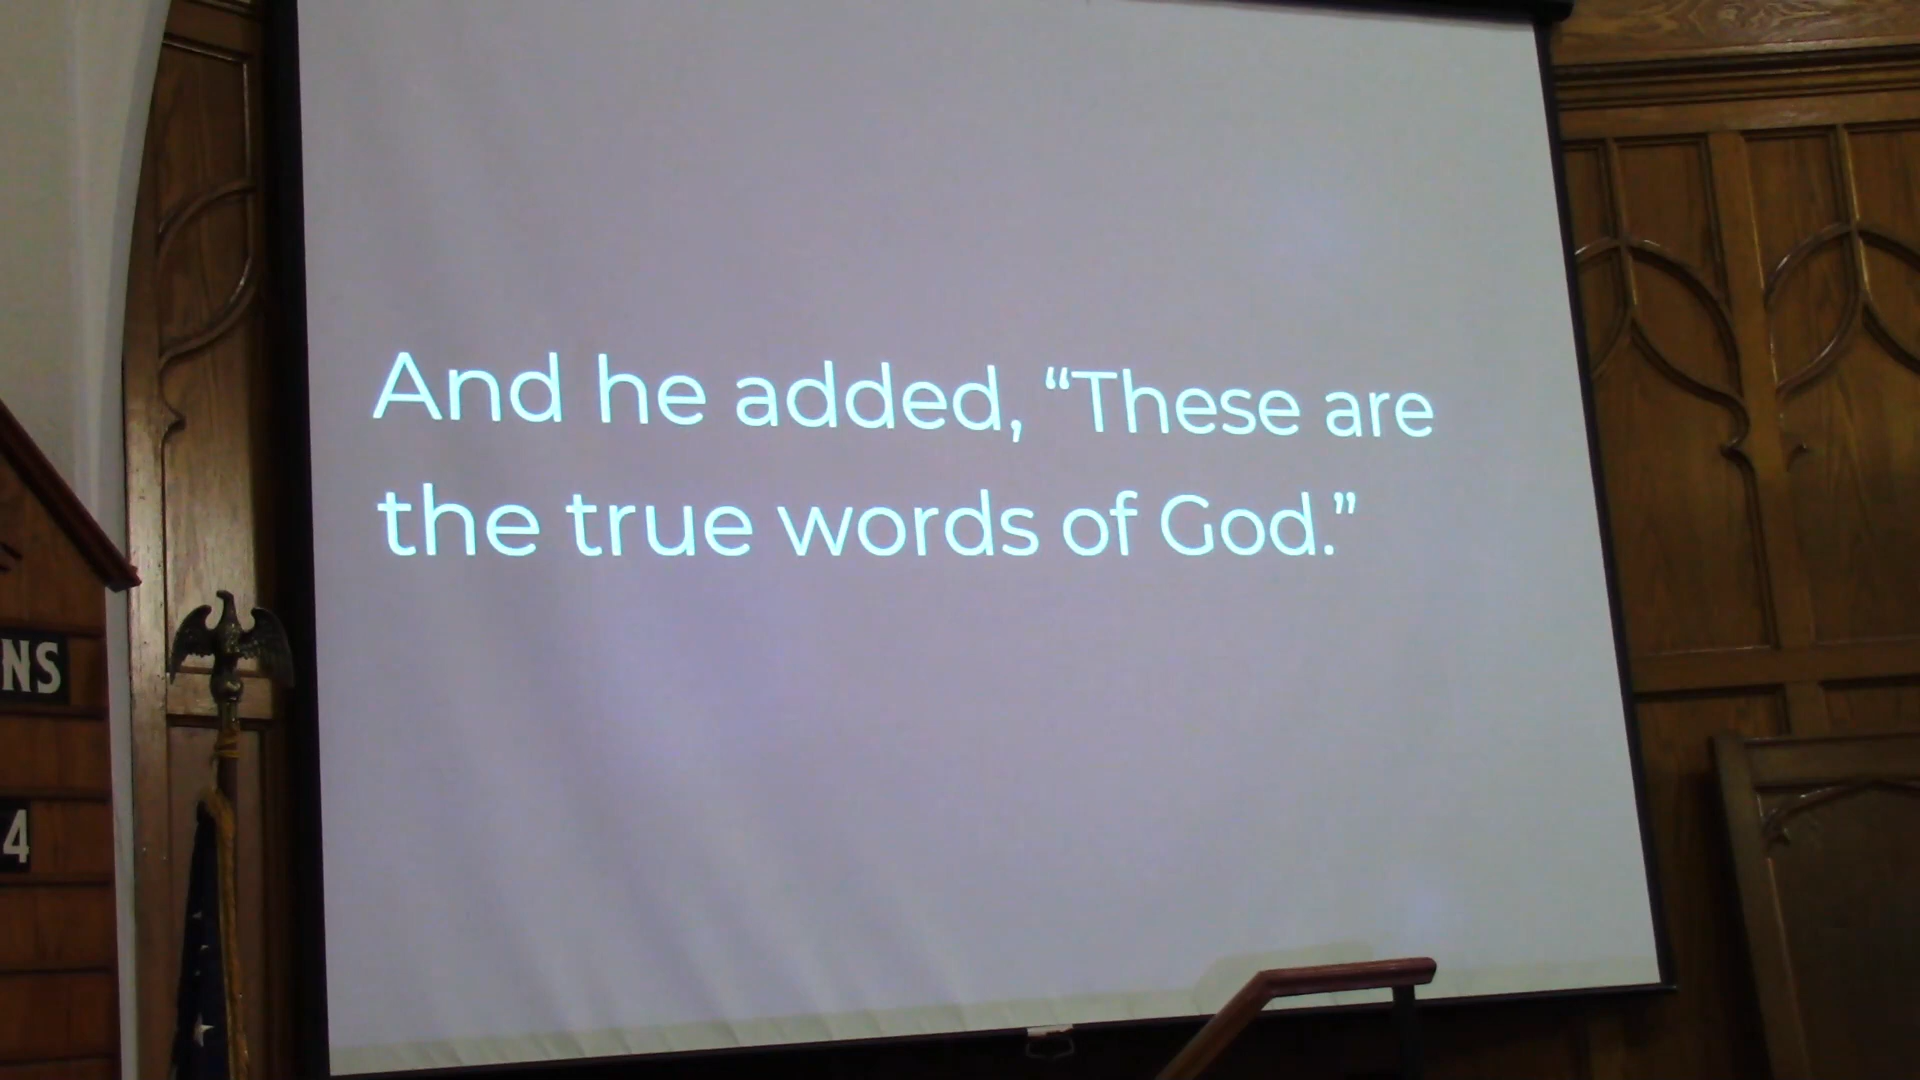 And he added, “These are
the true words of God.”
NS
4